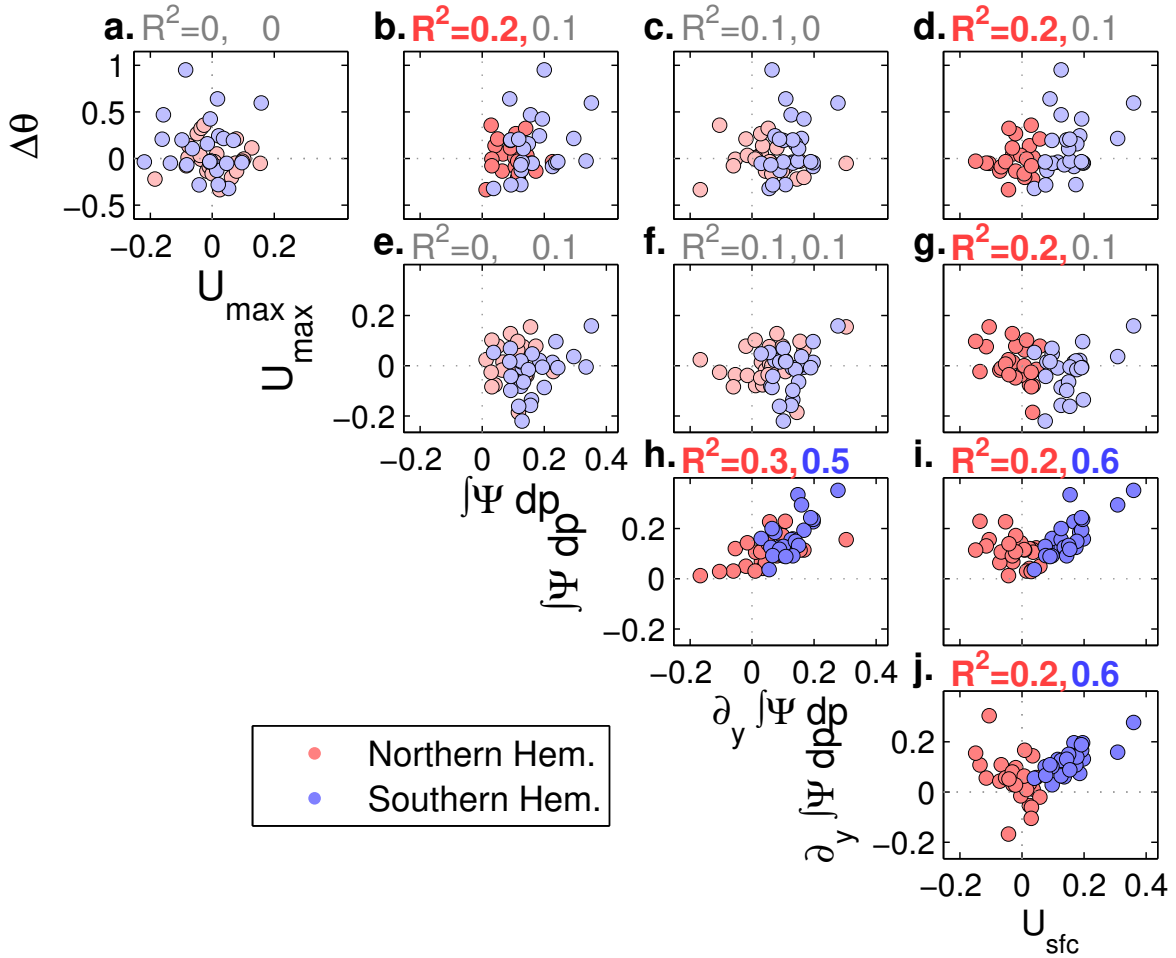 a. R²=0, 0
b. R²=0.2, 0.1
c. R²=0.1, 0
d. R²=0.2, 0.1
1
0.5
0
−0.5
Δθ
−0.2 0 0.2
U_max
e. R²=0, 0.1
f. R²=0.1, 0.1
g. R²=0.2, 0.1
0.2
0
−0.2
U_max
−0.2 0 0.2 0.4
∫Ψ dp
h. R²=0.3, 0.5
i. R²=0.2, 0.6
0.2
0
−0.2
∫Ψ dp
−0.2 0 0.2 0.4
∂_y ∫Ψ dp
j. R²=0.2, 0.6
0.2
0
−0.2
∂_y ∫Ψ dp
−0.2 0 0.2 0.4
U_sfc
Northern Hem.
Southern Hem.